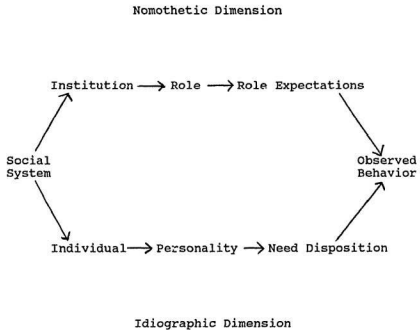 Nomothetic Dimension
Institution → Role → Role Expectations
Social
System
Observed
Behavior
Individual → Personality → Need Disposition
Idiographic Dimension